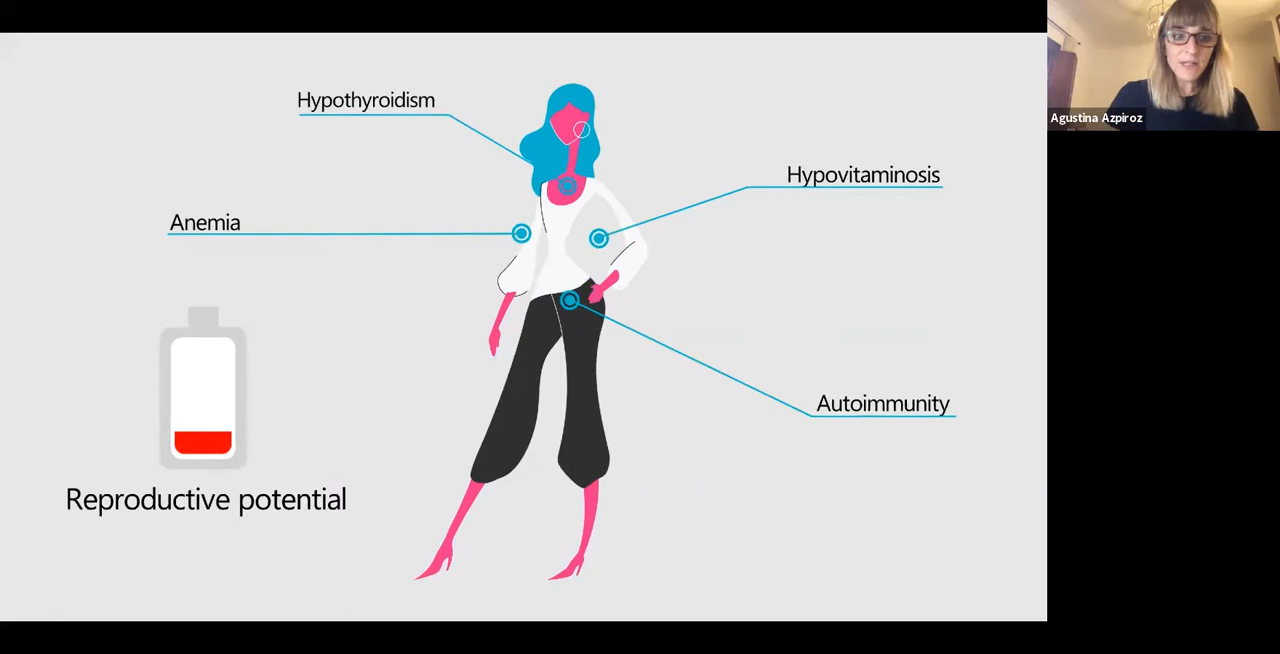 Agustina Azpiroz
Hypothyroidism
Hypovitaminosis
Anemia
Autoimmunity
Reproductive potential